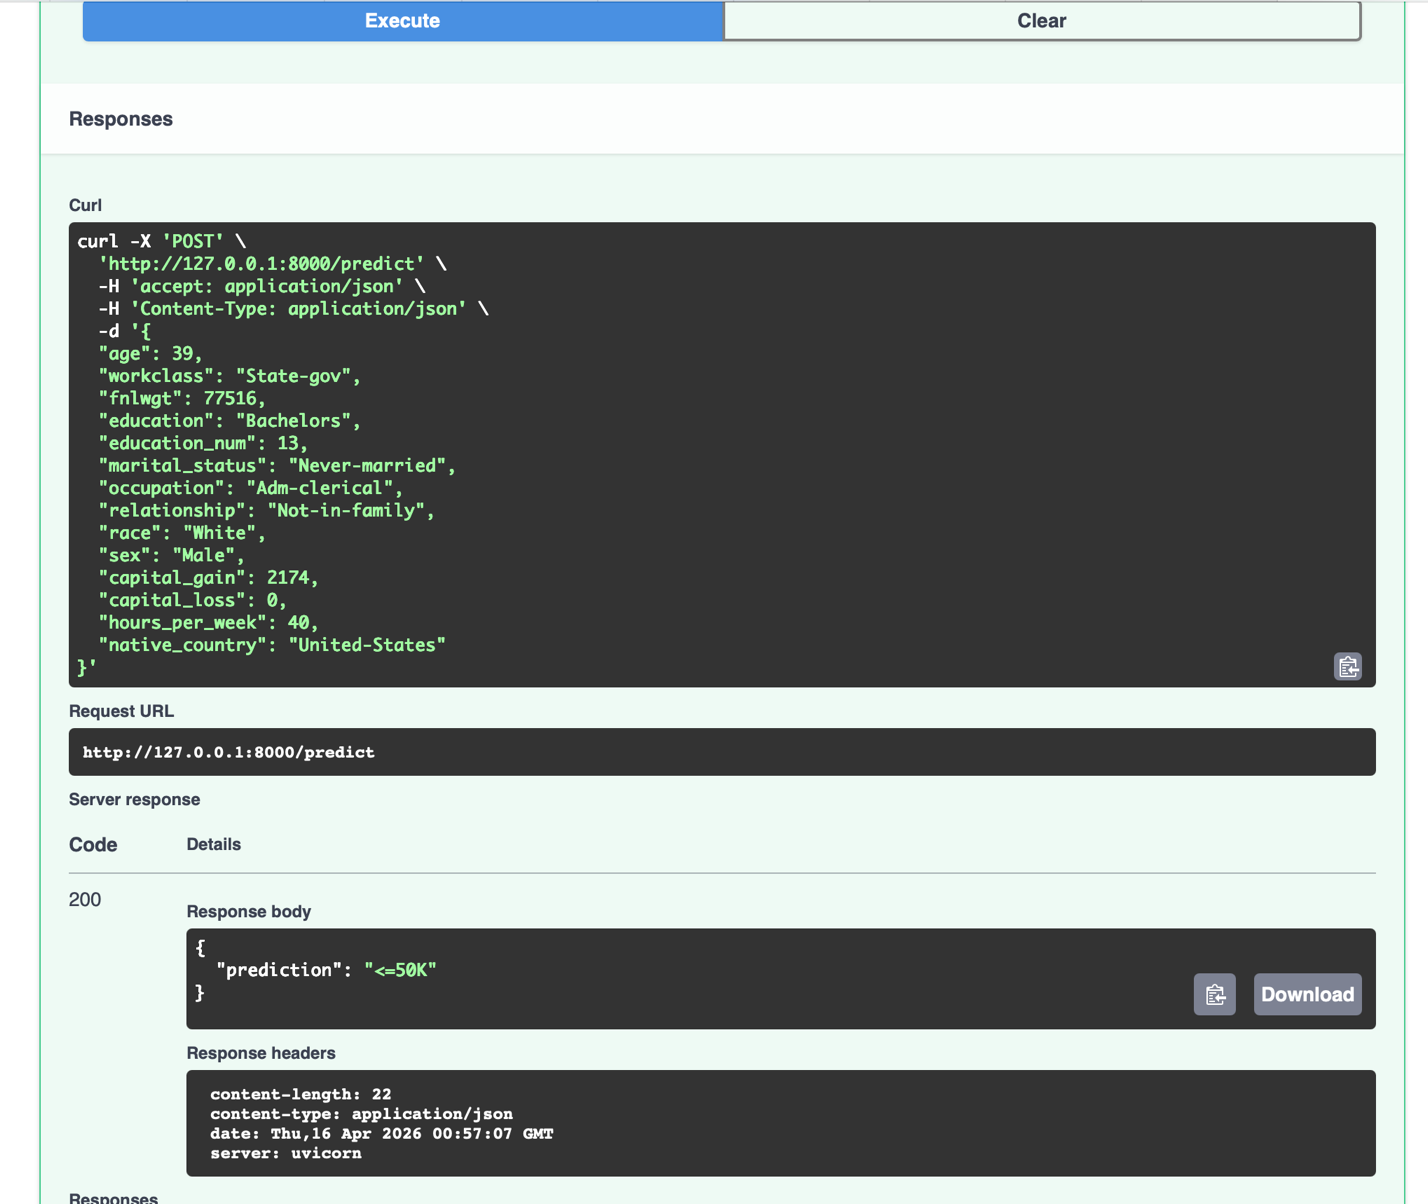 Execute
Clear
Responses
Curl
curl -X 'POST' \
  'http://127.0.0.1:8000/predict' \
  -H 'accept: application/json' \
  -H 'Content-Type: application/json' \
  -d '{
  "age": 39,
  "workclass": "State-gov",
  "fnlwgt": 77516,
  "education": "Bachelors",
  "education_num": 13,
  "marital_status": "Never-married",
  "occupation": "Adm-clerical",
  "relationship": "Not-in-family",
  "race": "White",
  "sex": "Male",
  "capital_gain": 2174,
  "capital_loss": 0,
  "hours_per_week": 40,
  "native_country": "United-States"
}'
Request URL
http://127.0.0.1:8000/predict
Server response
Code
Details
200
Response body
{
  "prediction": "<=50K"
}
Download
Response headers
content-length: 22
content-type: application/json
date: Thu,16 Apr 2026 00:57:07 GMT
server: uvicorn
Responses